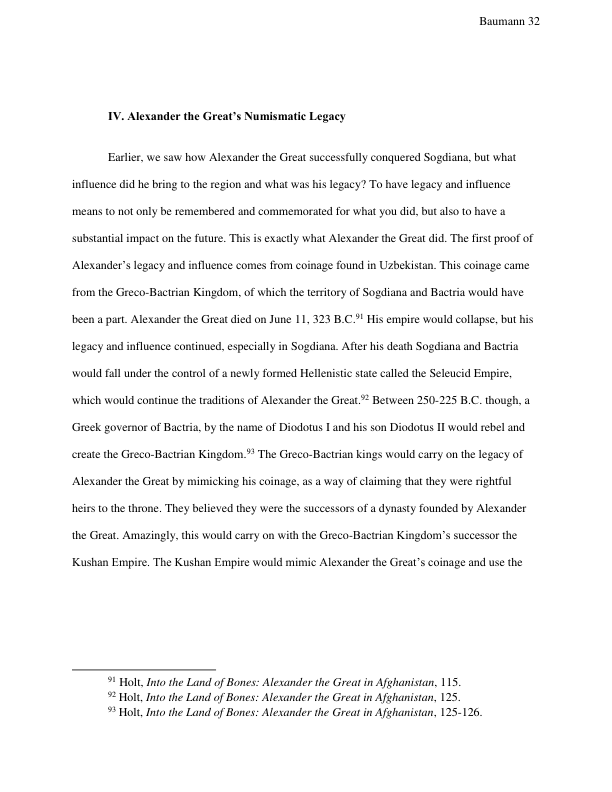 Baumann 32
IV. Alexander the Great’s Numismatic Legacy
Earlier, we saw how Alexander the Great successfully conquered Sogdiana, but what
influence did he bring to the region and what was his legacy? To have legacy and influence
means to not only be remembered and commemorated for what you did, but also to have a
substantial impact on the future. This is exactly what Alexander the Great did. The first proof of
Alexander’s legacy and influence comes from coinage found in Uzbekistan. This coinage came
from the Greco-Bactrian Kingdom, of which the territory of Sogdiana and Bactria would have
been a part. Alexander the Great died on June 11, 323 B.C.⁹¹ His empire would collapse, but his
legacy and influence continued, especially in Sogdiana. After his death Sogdiana and Bactria
would fall under the control of a newly formed Hellenistic state called the Seleucid Empire,
which would continue the traditions of Alexander the Great.⁹² Between 250-225 B.C. though, a
Greek governor of Bactria, by the name of Diodotus I and his son Diodotus II would rebel and
create the Greco-Bactrian Kingdom.⁹³ The Greco-Bactrian kings would carry on the legacy of
Alexander the Great by mimicking his coinage, as a way of claiming that they were rightful
heirs to the throne. They believed they were the successors of a dynasty founded by Alexander
the Great. Amazingly, this would carry on with the Greco-Bactrian Kingdom’s successor the
Kushan Empire. The Kushan Empire would mimic Alexander the Great’s coinage and use the
⁹¹ Holt, Into the Land of Bones: Alexander the Great in Afghanistan, 115.
⁹² Holt, Into the Land of Bones: Alexander the Great in Afghanistan, 125.
⁹³ Holt, Into the Land of Bones: Alexander the Great in Afghanistan, 125-126.